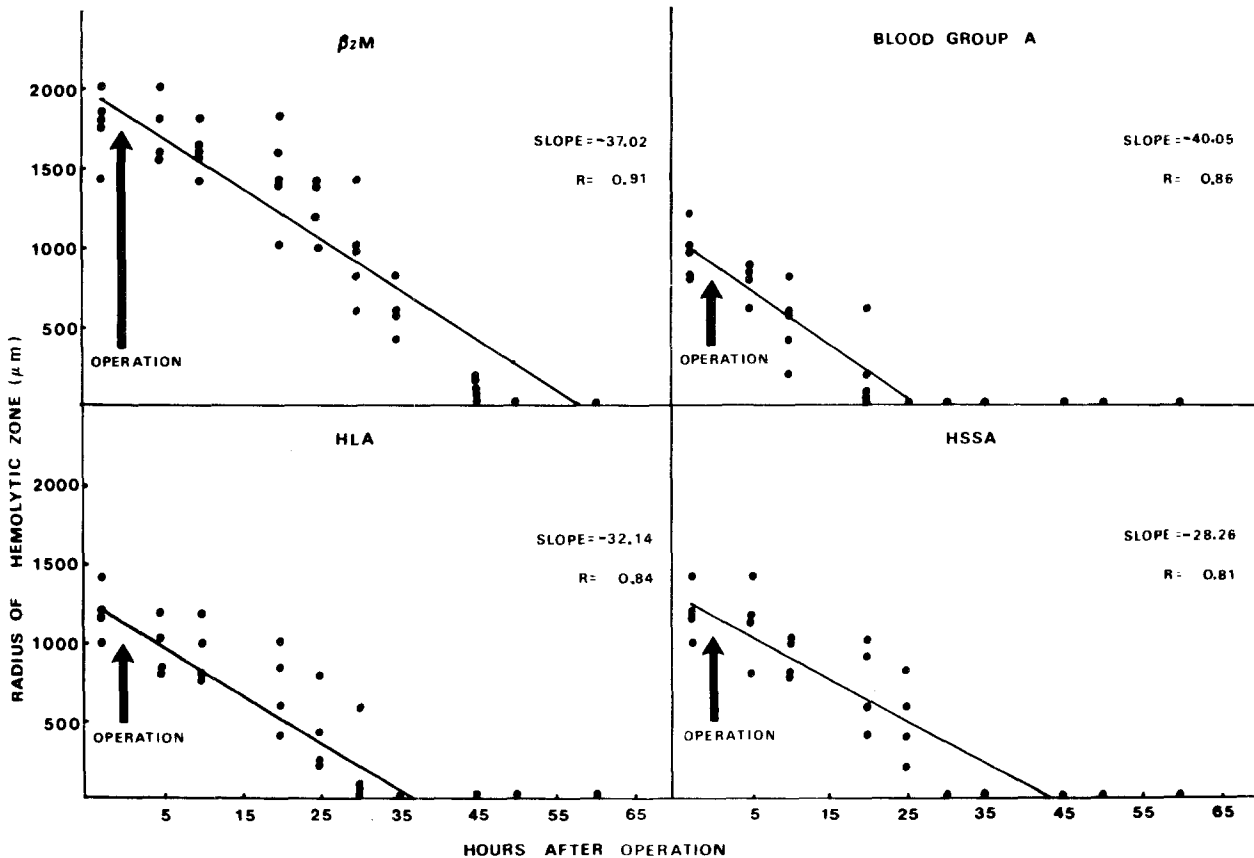 β2M
BLOOD GROUP A
2000
1500
1000
500
SLOPE=-37.02
R= 0.91
OPERATION
SLOPE=-40.05
R= 0.86
OPERATION
HLA
HSSA
2000
1500
1000
500
SLOPE=-32.14
R= 0.84
OPERATION
SLOPE=-28.26
R= 0.81
OPERATION
5 15 25 35 45 55 65
5 15 25 35 45 55 65
RADIUS OF HEMOLYTIC ZONE (μm)
HOURS AFTER OPERATION